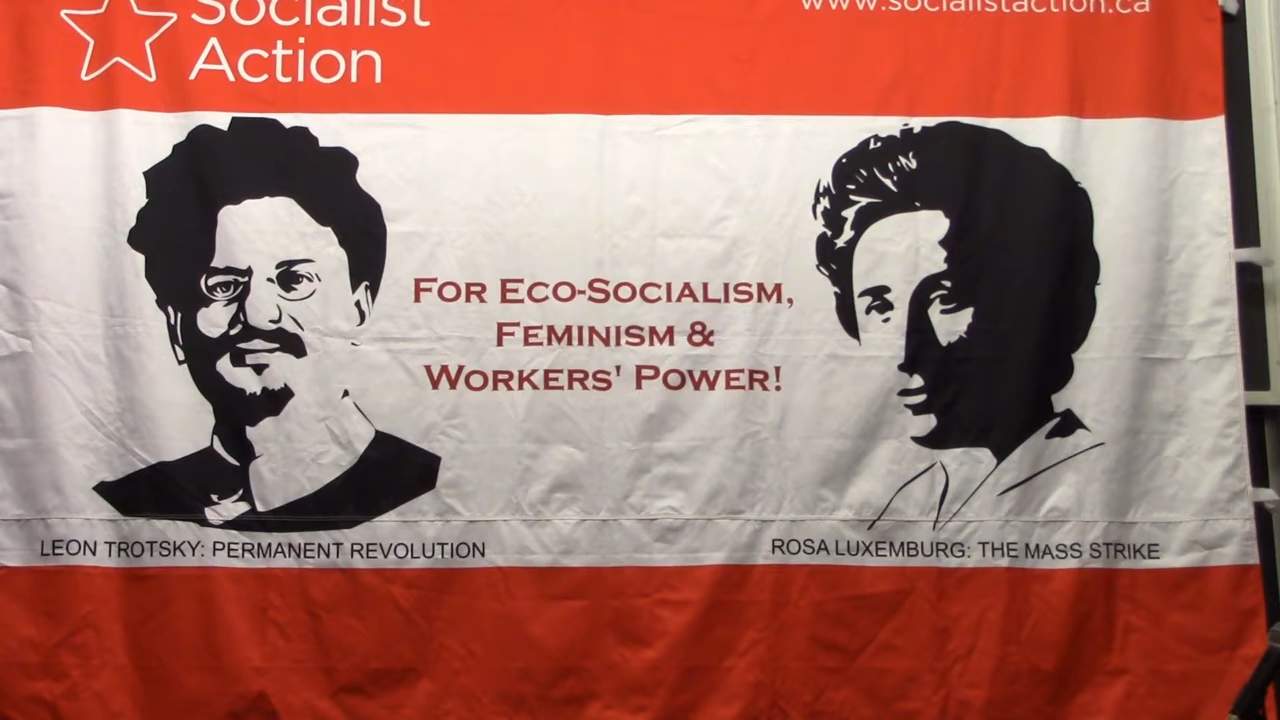 Socialist
Action
www.socialistaction.ca
FOR ECO-SOCIALISM,
FEMINISM &
WORKERS' POWER!
LEON TROTSKY: PERMANENT REVOLUTION
ROSA LUXEMBURG: THE MASS STRIKE